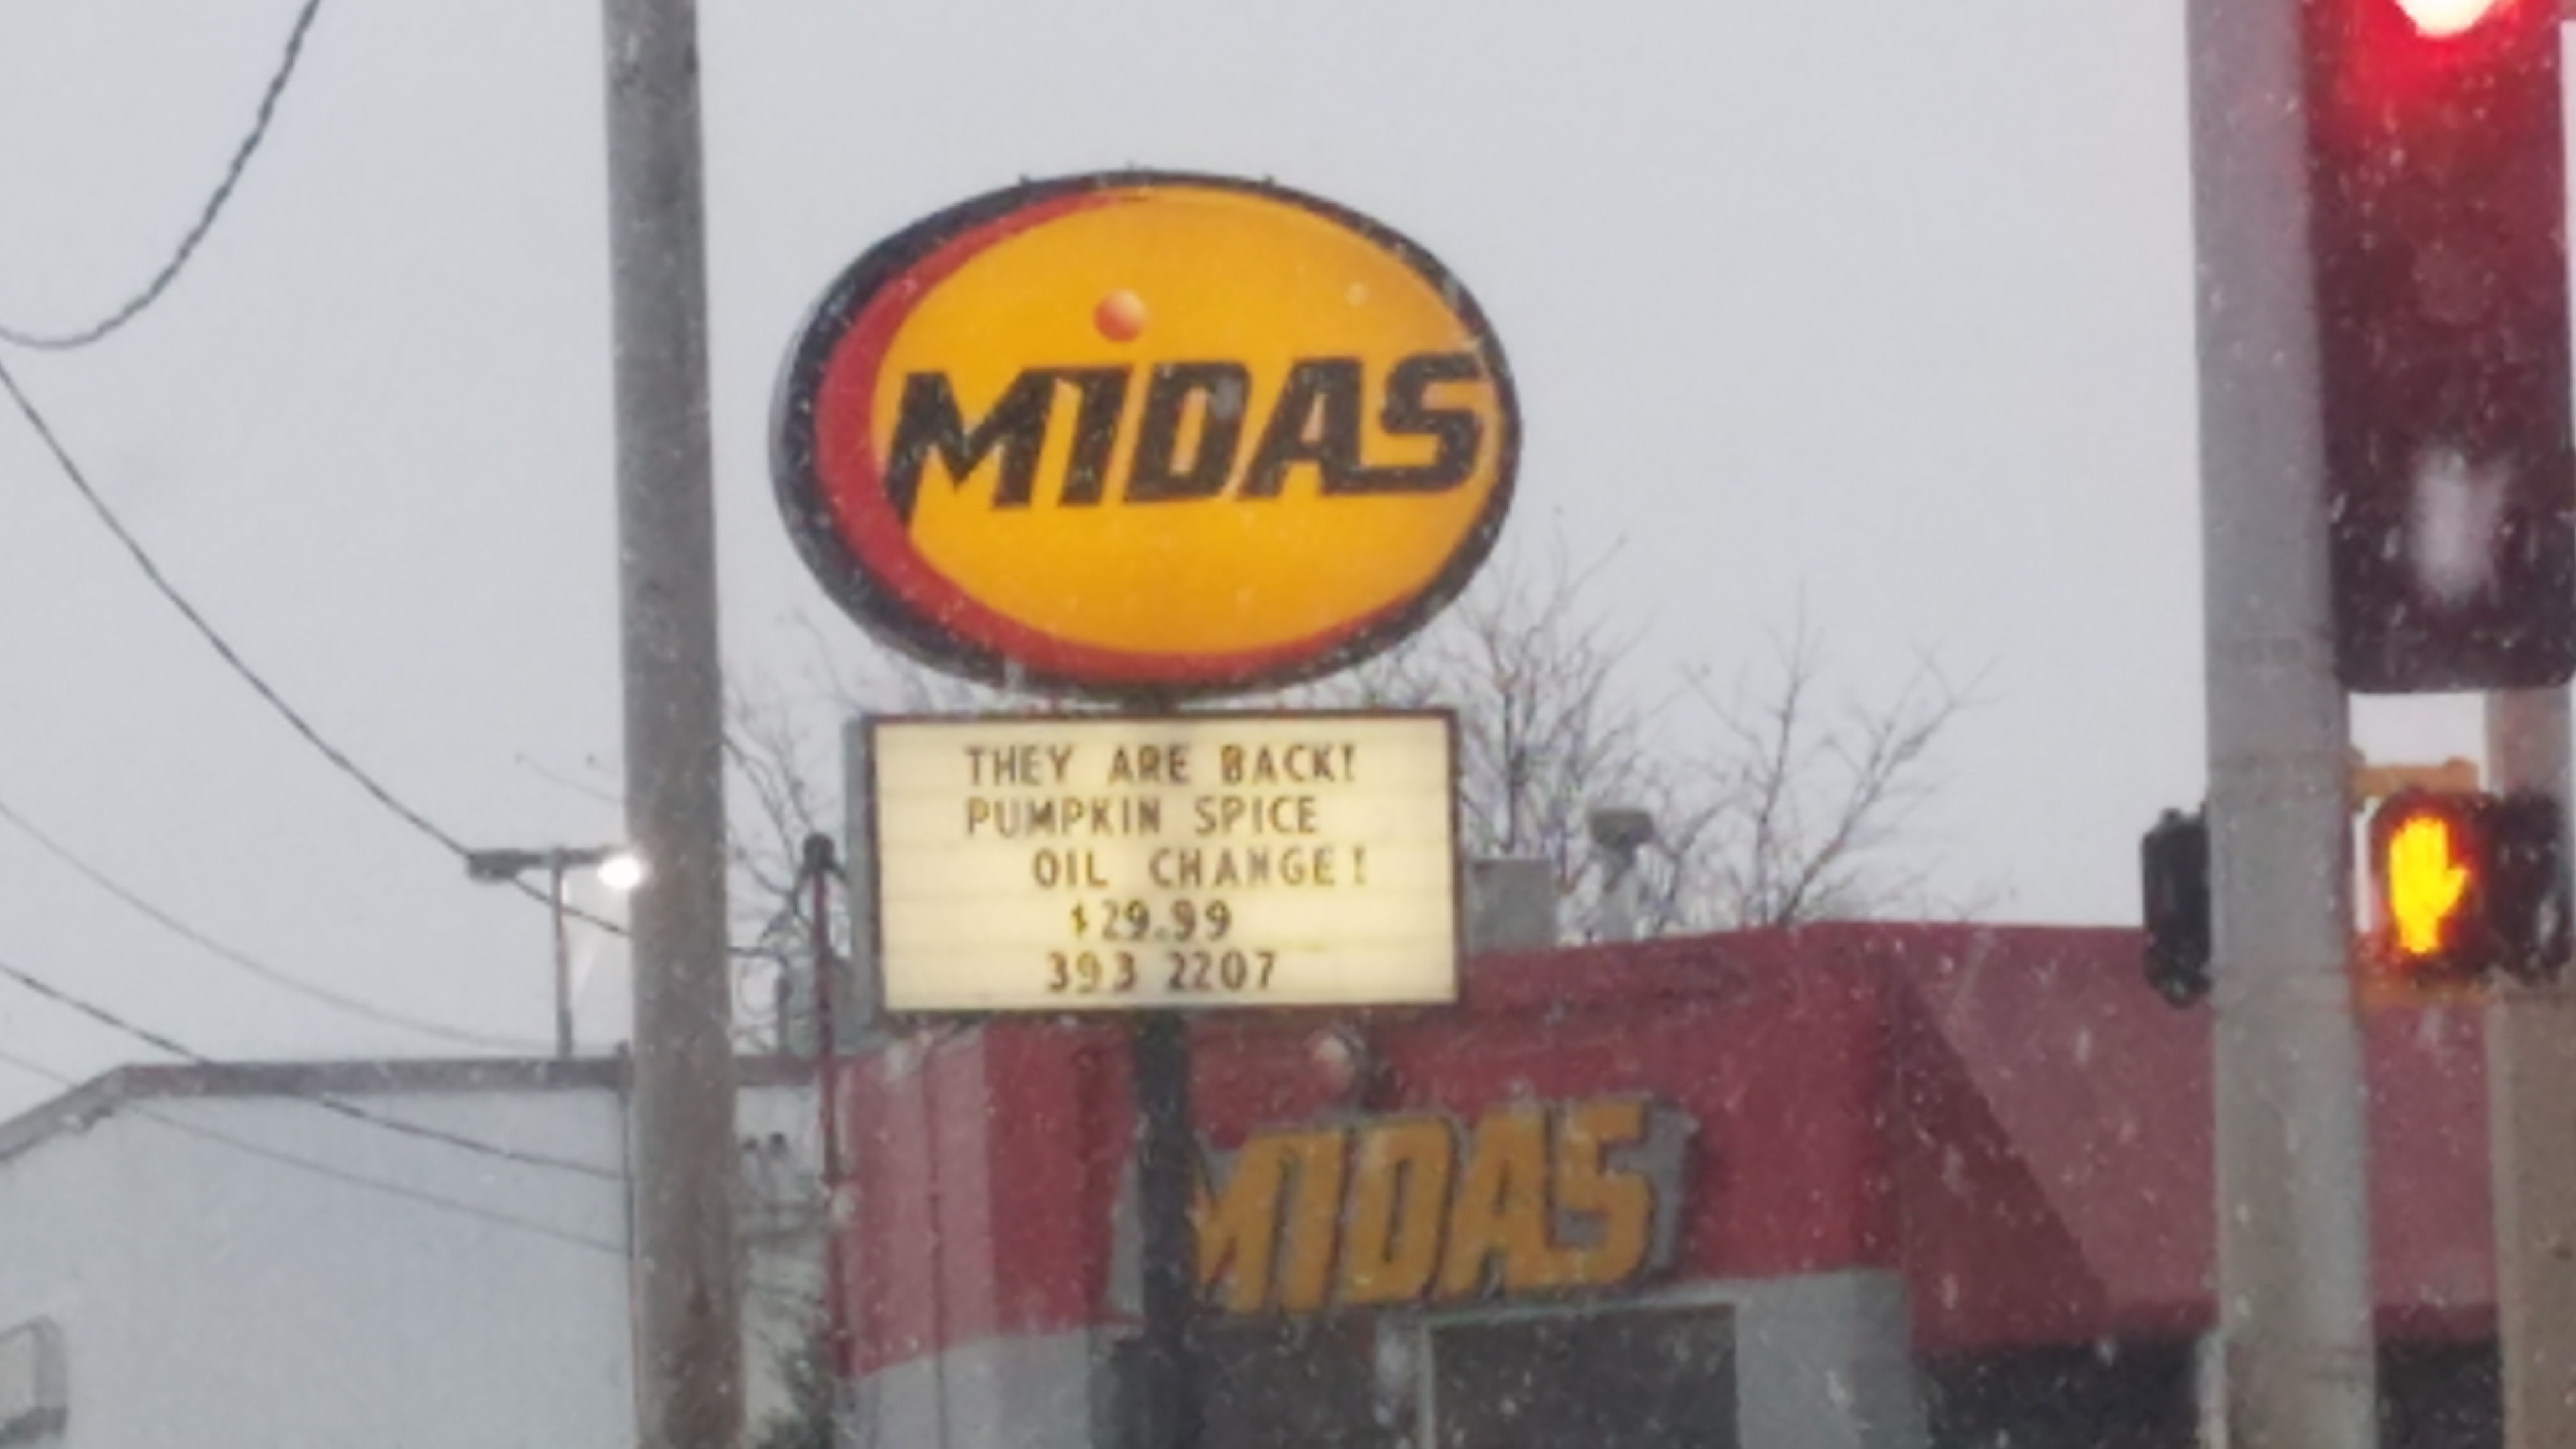 MIDAS
THEY ARE BACK!
PUMPKIN SPICE
OIL CHANGE!
$29.99
393 2207
MIDAS